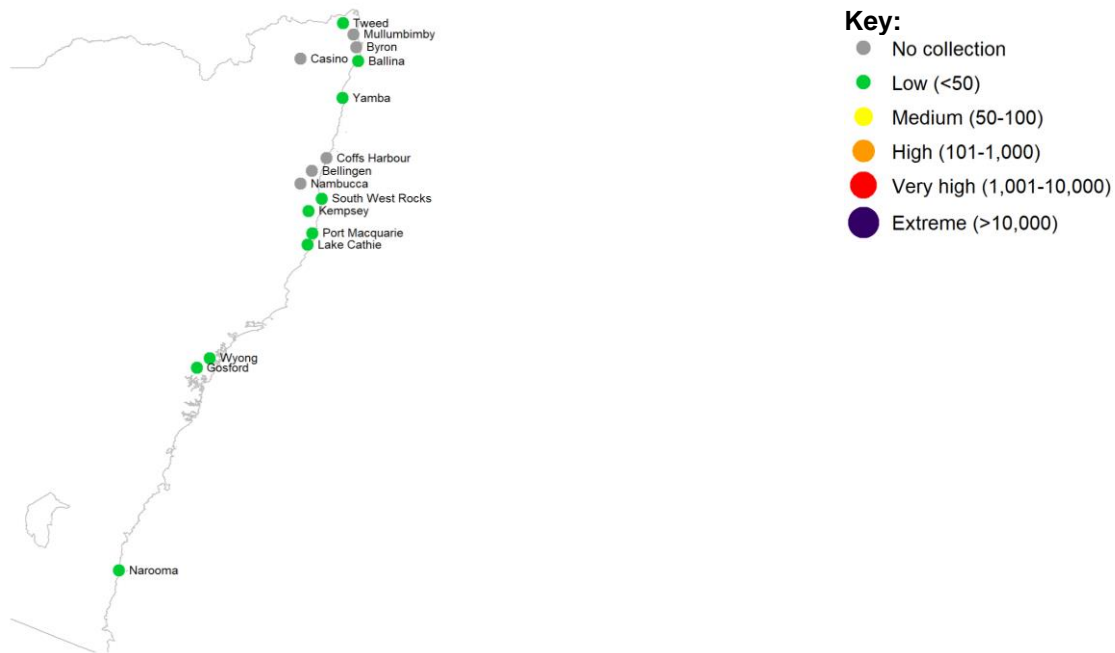 Tweed
Mullumbimby
Byron
Casino
Ballina
Yamba
Coffs Harbour
Bellingen
Nambucca
South West Rocks
Kempsey
Port Macquarie
Lake Cathie
Wyong
Gosford
Narooma
Key:
No collection
Low (<50)
Medium (50-100)
High (101-1,000)
Very high (1,001-10,000)
Extreme (>10,000)